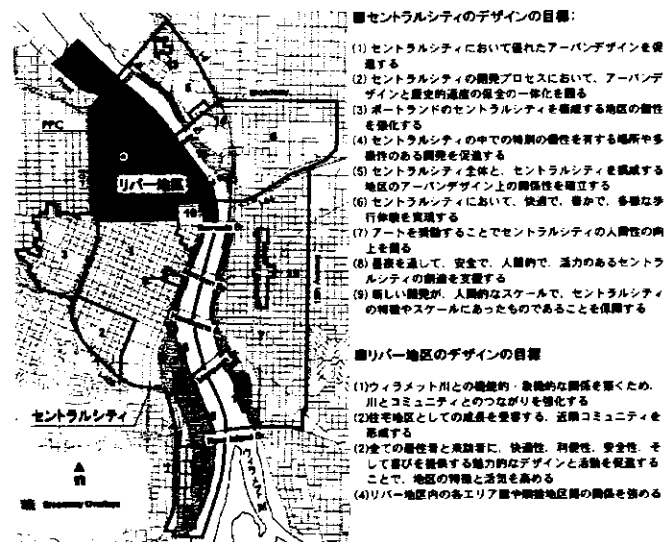 ■セントラルシティのデザインの目標:
(1) セントラルシティにおいて優れたアーバンデザインを促
進する
(2) セントラルシティの開発プロセスにおいて、アーバンデ
ザインと歴史的遺産の保全の一体化を図る
(3) ポートランドのセントラルシティを構成する地区の個性
を強化する
(4) セントラルシティの中での特別の個性を有する場所や多
様性のある開発を促進する
(5) セントラルシティ全体と、セントラルシティを構成する
地区のアーバンデザイン上の関係性を確立する
(6) セントラルシティにおいて、快適で、豊かで、多様な歩
行体験を実現する
(7) アートを奨励することでセントラルシティの人間性の向
上を図る
(8) 昼夜を通して、安全で、人間的で、活力のあるセントラ
ルシティの創造を支援する
(9) 新しい開発が、人間的なスケールで、セントラルシティ
の特徴やスケールにあったものであることを保障する
■リバー地区のデザインの目標
(1)ウィラメット川との機能的・象徴的な関係を築くため、
川とコミュニティとのつながりを強化する
(2)住宅地区としての成長を受容する、近隣コミュニティを
形成する
(2)全ての居住者と来訪者に、快適性、利便性、安全性、そ
して喜びを提供する魅力的なデザインと活動を促進する
ことで、地区の特徴と活気を高める
(4)リバー地区内の各エリア間や隣接地区間の関係を強める
PPC
リバー地区
Broadway
セントラルシティ